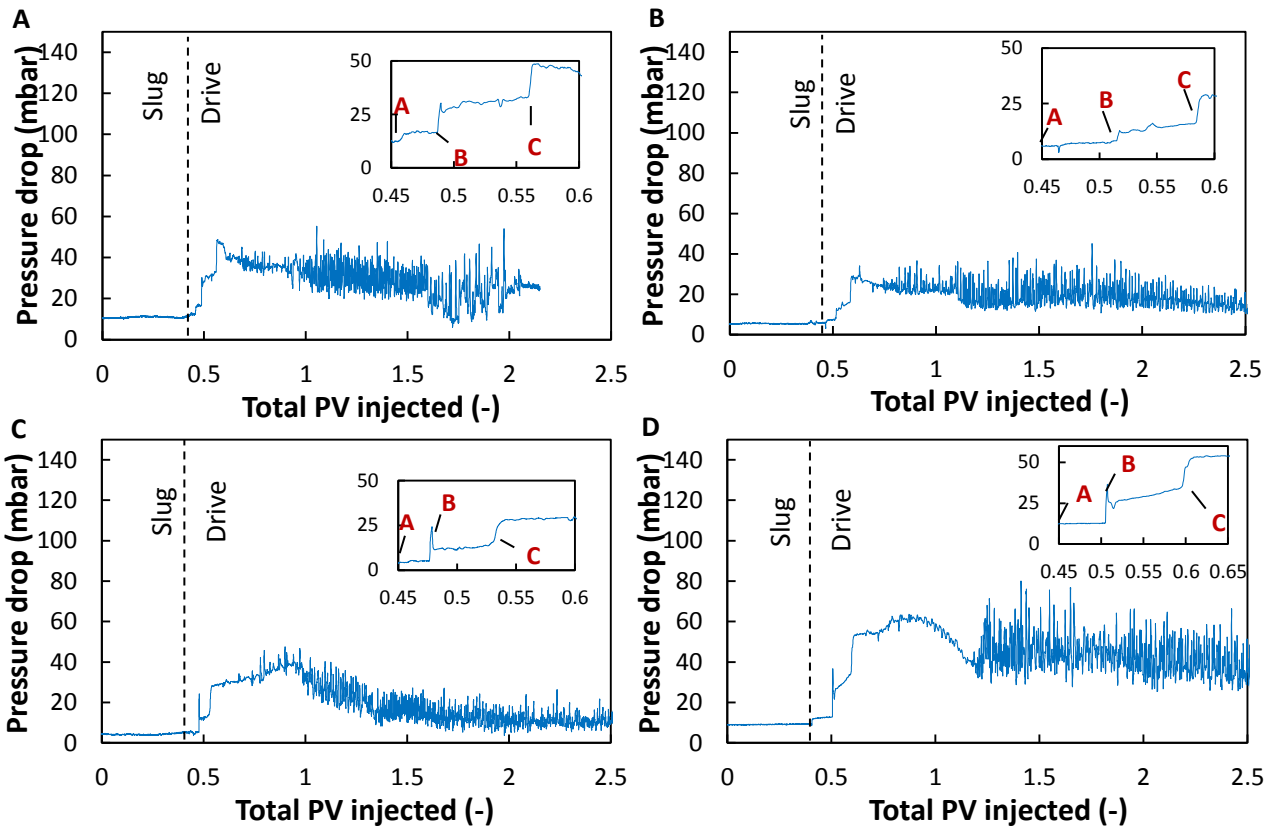 A
Pressure drop (mbar)
140
120
100
80
60
40
20
0
Slug
Drive
50
25
0
A
B
C
0.45 0.5 0.55 0.6
0 0.5 1 1.5 2 2.5
Total PV injected (-)
B
Pressure drop (mbar)
140
120
100
80
60
40
20
0
Slug
Drive
50
25
0
A
B
C
0.45 0.5 0.55 0.6
0 0.5 1 1.5 2 2.5
Total PV injected (-)
C
Pressure drop (mbar)
140
120
100
80
60
40
20
0
Slug
Drive
50
25
0
A
B
C
0.45 0.5 0.55 0.6
0 0.5 1 1.5 2 2.5
Total PV injected (-)
D
Pressure drop (mbar)
140
120
100
80
60
40
20
0
Slug
Drive
50
25
0
A
B
C
0.45 0.5 0.55 0.6 0.65
0 0.5 1 1.5 2 2.5
Total PV injected (-)